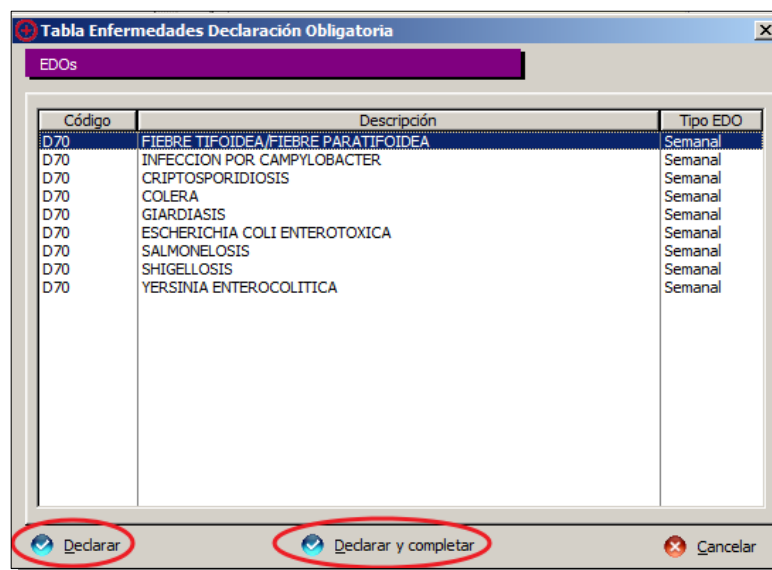 Tabla Enfermedades Declaración Obligatoria
EDOs
Código Descripción Tipo EDO
D70 FIEBRE TIFOIDEA/FIEBRE PARATIFOIDEA Semanal
D70 INFECCION POR CAMPYLOBACTER Semanal
D70 CRIPTOSPORIDIOSIS Semanal
D70 COLERA Semanal
D70 GIARDIASIS Semanal
D70 ESCHERICHIA COLI ENTEROTOXICA Semanal
D70 SALMONELOSIS Semanal
D70 SHIGELLOSIS Semanal
D70 YERSINIA ENTEROCOLITICA Semanal
Declarar Declarar y completar Cancelar